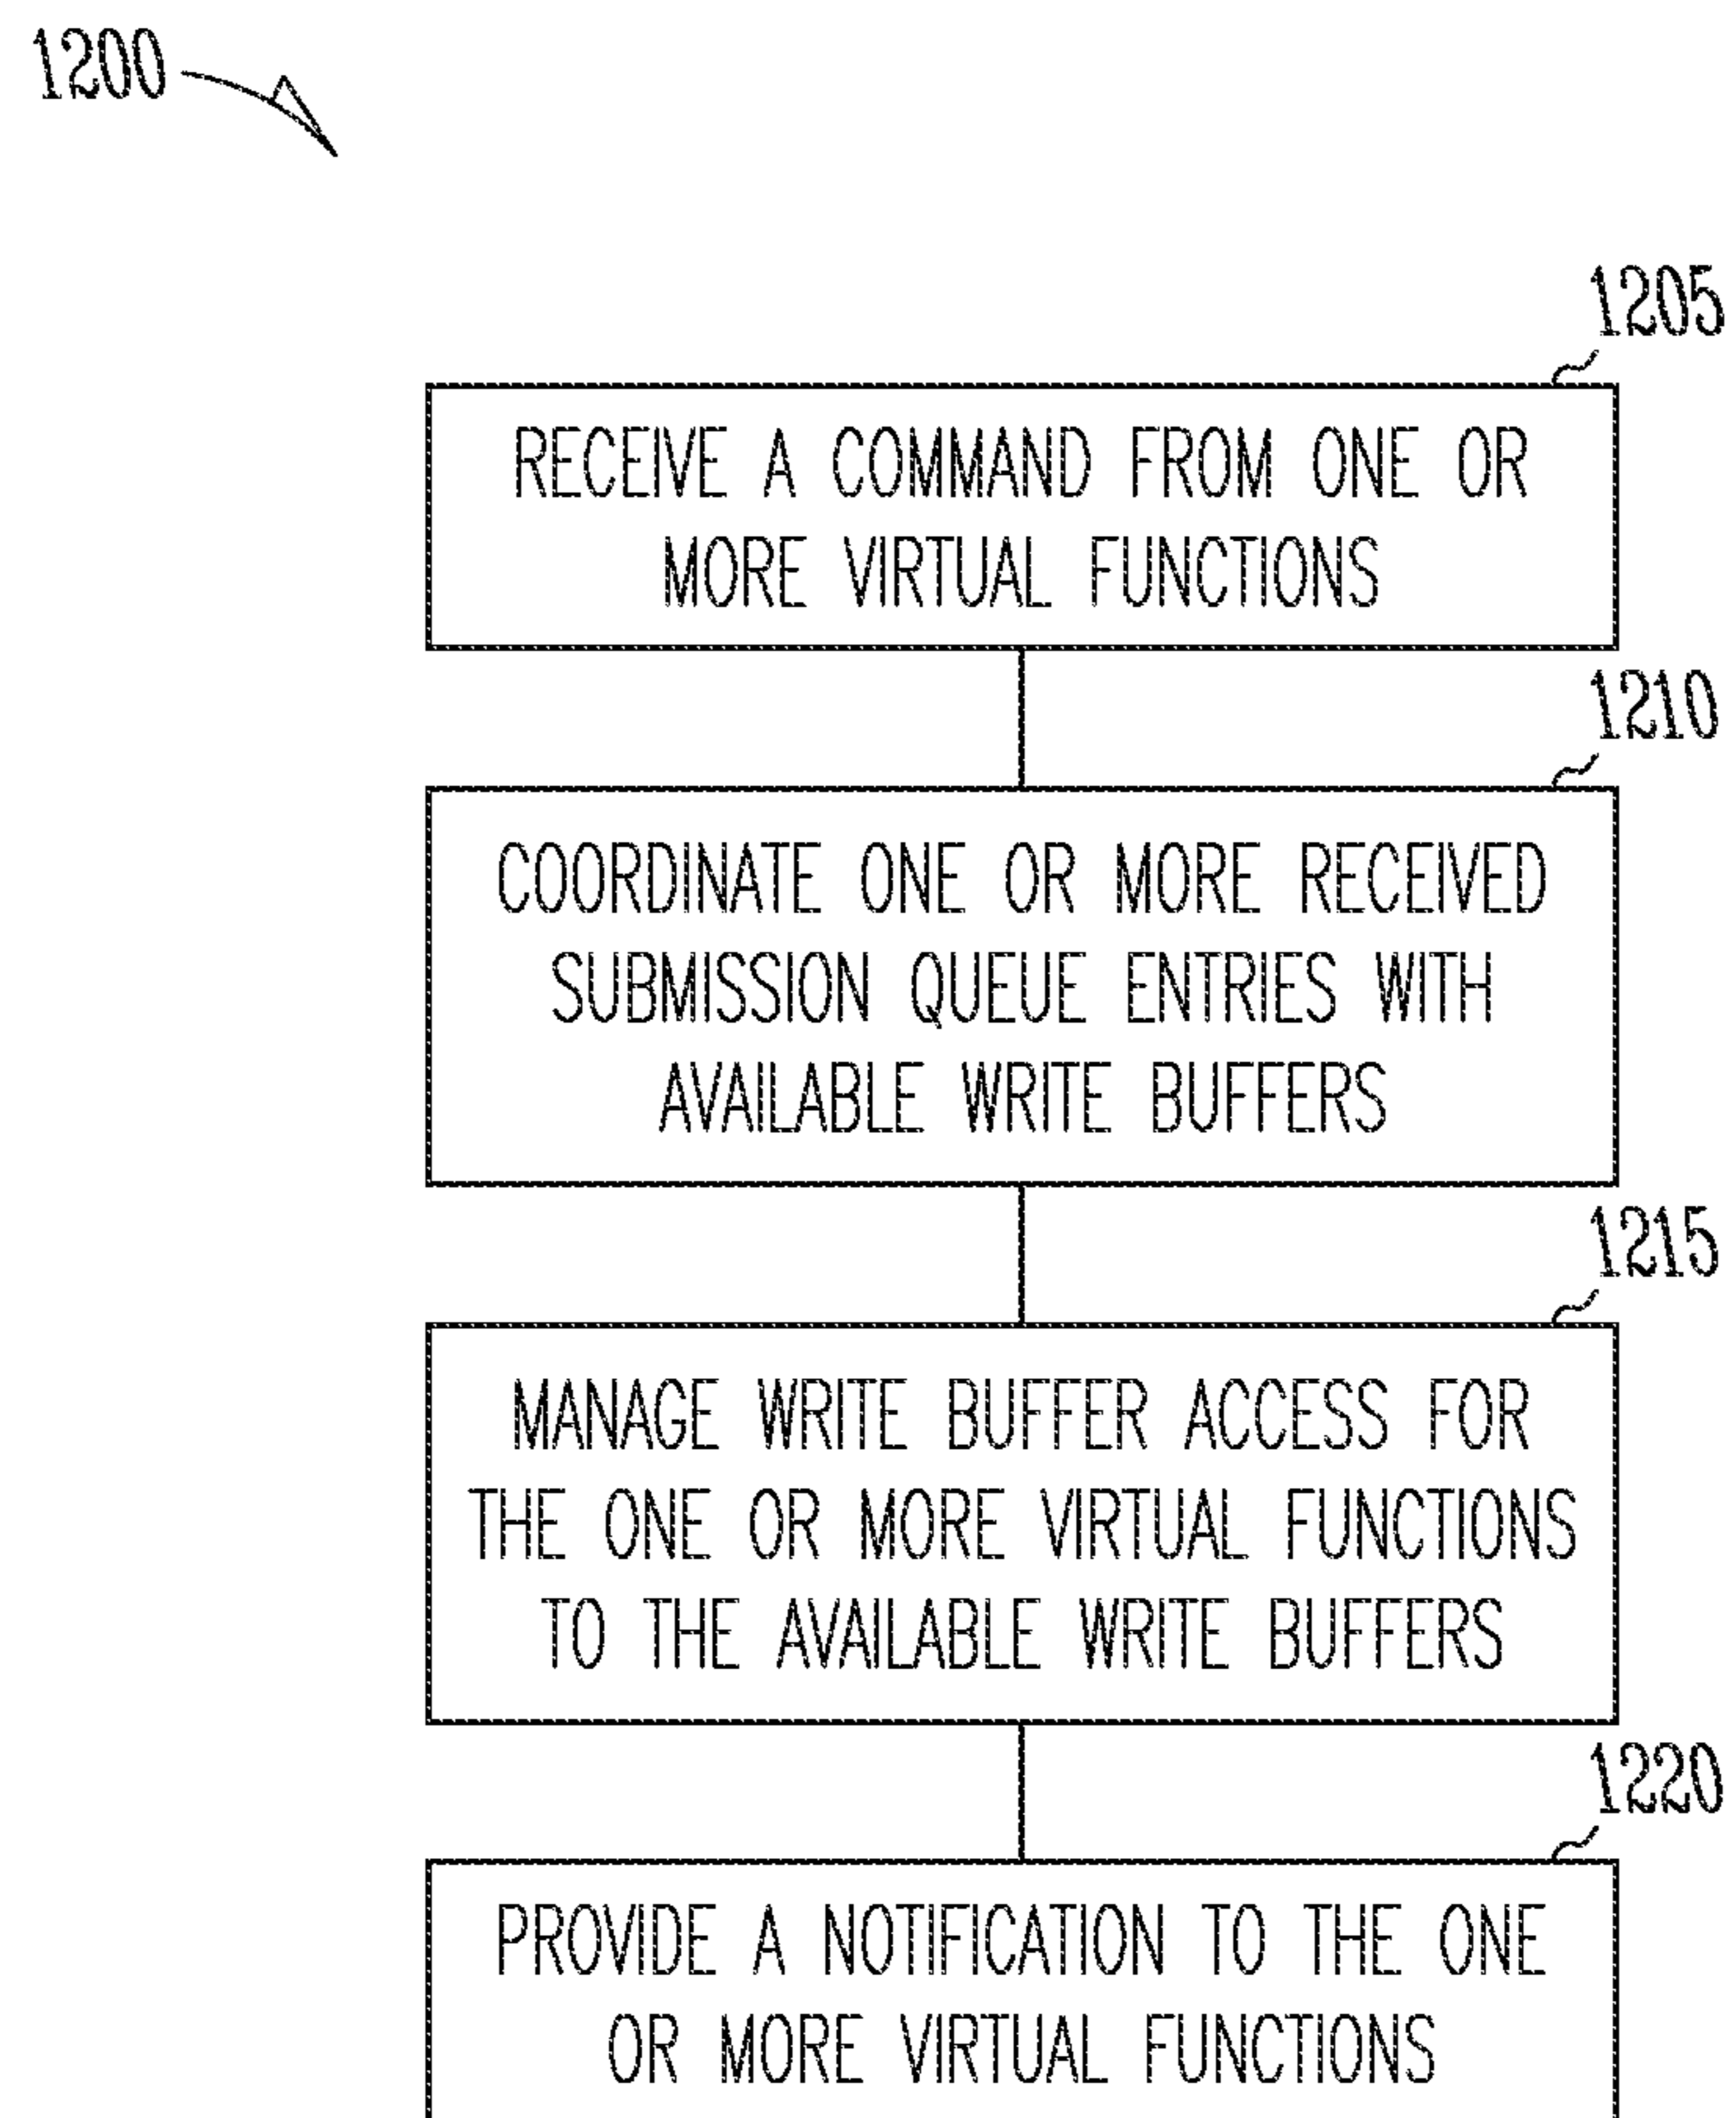 1200
1205
RECEIVE A COMMAND FROM ONE OR
MORE VIRTUAL FUNCTIONS
1210
COORDINATE ONE OR MORE RECEIVED
SUBMISSION QUEUE ENTRIES WITH
AVAILABLE WRITE BUFFERS
1215
MANAGE WRITE BUFFER ACCESS FOR
THE ONE OR MORE VIRTUAL FUNCTIONS
TO THE AVAILABLE WRITE BUFFERS
1220
PROVIDE A NOTIFICATION TO THE ONE
OR MORE VIRTUAL FUNCTIONS